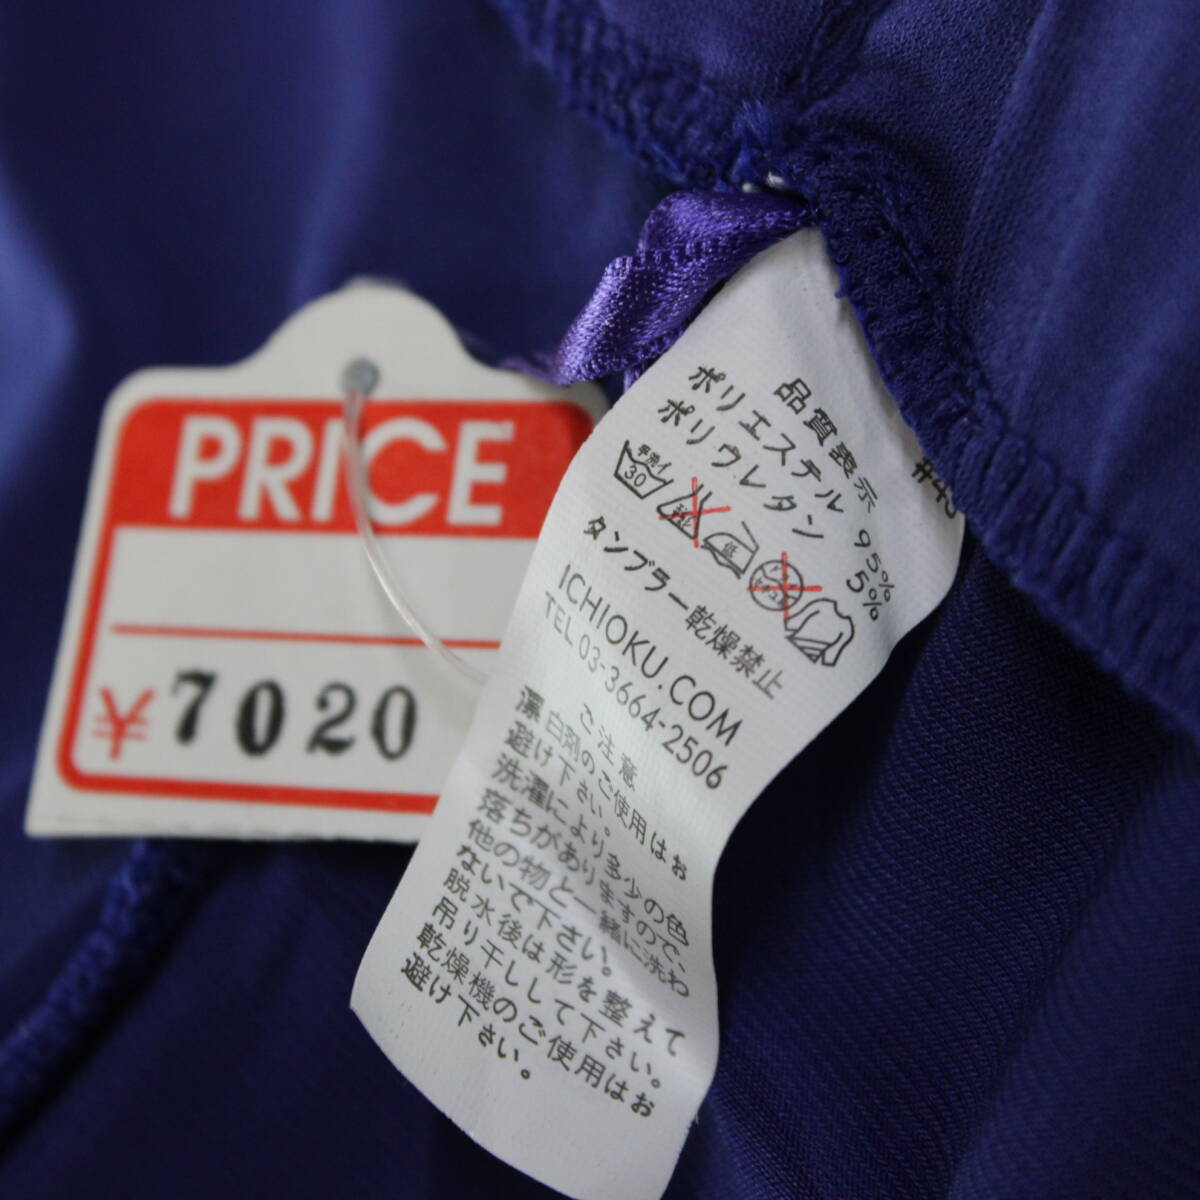 PRICE
¥7020
品質表示
ポリエステル 95%
ポリウレタン 5%
手洗イ
30
低
タンブラー乾燥禁止
ICHIOKU.COM
TEL 03-3664-2506
ご注意
漂白剤のご使用はお
避け下さい。
洗濯により多少の色
落ちがありますので、
他の物と一緒に洗わ
ないで下さい。
脱水後は形を整えて
吊り干しして下さい。
乾燥機のご使用はお
避け下さい。